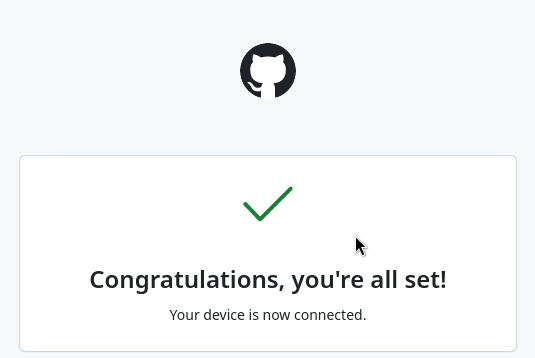 Congratulations, you're all set!
Your device is now connected.